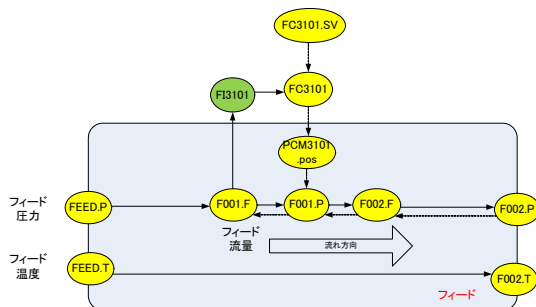 FC3101.SV
FI3101
FC3101
PCM3101
.pos
フィード
圧力
FEED.P
F001.F
F001.P
F002.F
F002.P
フィード
流量
流れ方向
フィード
温度
FEED.T
F002.T
フィード